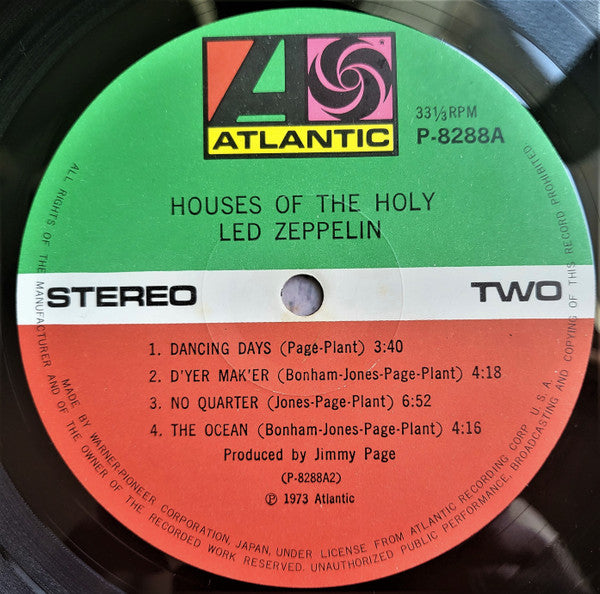 ATLANTIC
33 1/3 RPM
P-8288A
HOUSES OF THE HOLY
LED ZEPPELIN
STEREO
TWO
1. DANCING DAYS (Page-Plant) 3:40
2. D'YER MAK'ER (Bonham-Jones-Page-Plant) 4:18
3. NO QUARTER (Jones-Page-Plant) 6:52
4. THE OCEAN (Bonham-Jones-Page-Plant) 4:16
Produced by Jimmy Page
(P-8288A2)
Ⓟ 1973 Atlantic
MADE BY WARNER-PIONEER CORPORATION, JAPAN, UNDER LICENSE FROM ATLANTIC RECORDING CORP. U.S.A.
ALL RIGHTS OF THE MANUFACTURER AND OF THE OWNER OF THE RECORDED WORK RESERVED. UNAUTHORIZED PUBLIC PERFORMANCE, BROADCASTING AND COPYING OF THIS RECORD PROHIBITED